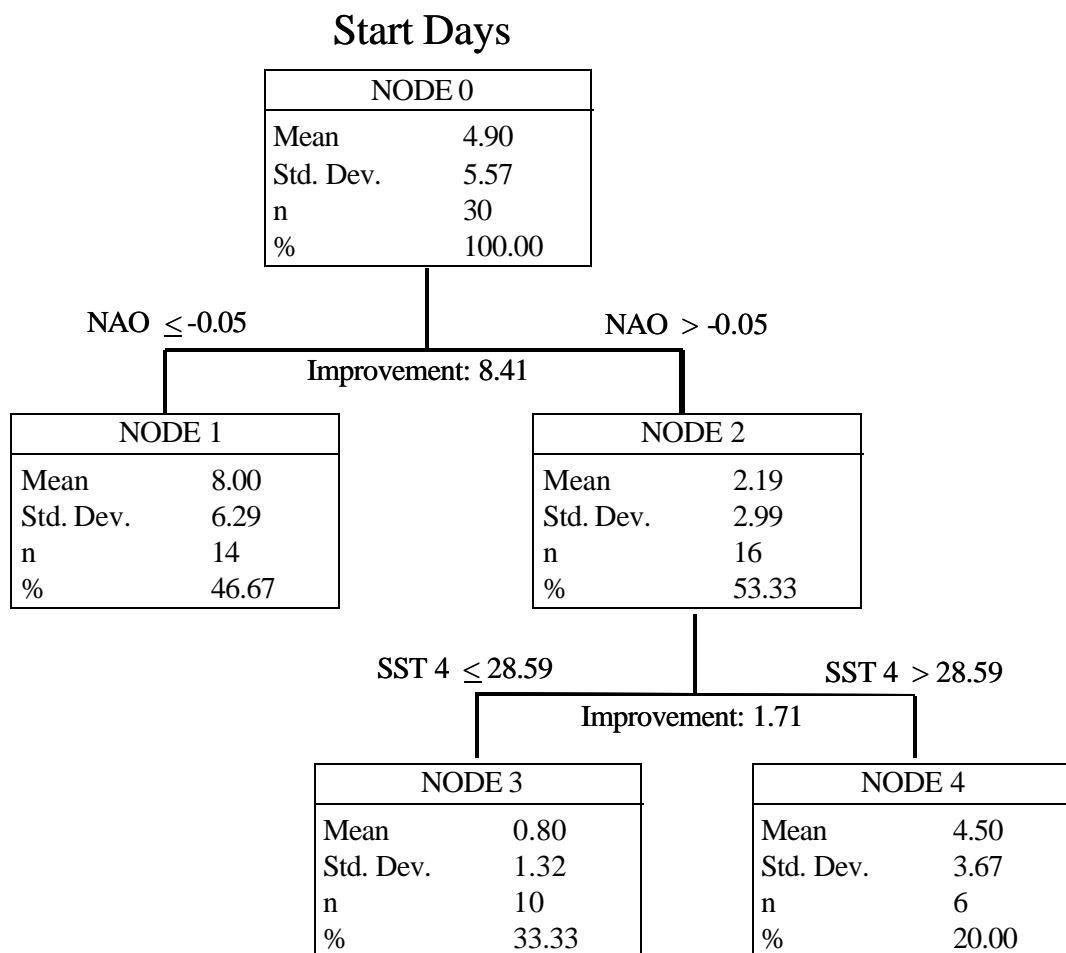 Start Days
NODE 0
Mean 4.90
Std. Dev. 5.57
n 30
% 100.00
NAO ≤ -0.05 NAO > -0.05
Improvement: 8.41
NODE 1
Mean 8.00
Std. Dev. 6.29
n 14
% 46.67
NODE 2
Mean 2.19
Std. Dev. 2.99
n 16
% 53.33
SST 4 ≤ 28.59 SST 4 > 28.59
Improvement: 1.71
NODE 3
Mean 0.80
Std. Dev. 1.32
n 10
% 33.33
NODE 4
Mean 4.50
Std. Dev. 3.67
n 6
% 20.00